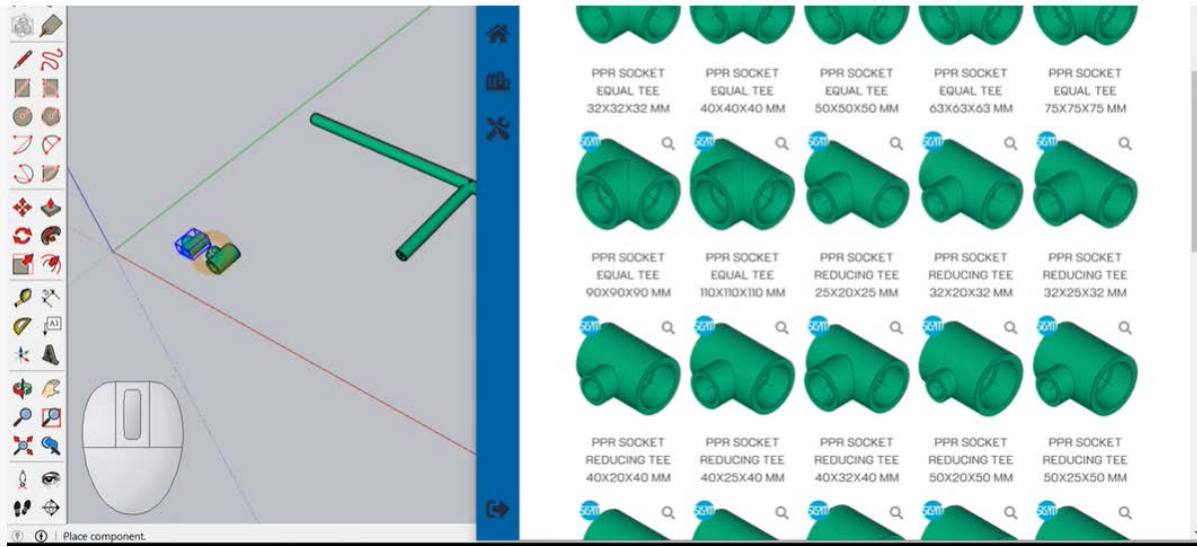 PPR SOCKET
EQUAL TEE
32X32X32 MM
PPR SOCKET
EQUAL TEE
40X40X40 MM
PPR SOCKET
EQUAL TEE
50X50X50 MM
PPR SOCKET
EQUAL TEE
63X63X63 MM
PPR SOCKET
EQUAL TEE
75X75X75 MM
PPR SOCKET
EQUAL TEE
90X90X90 MM
PPR SOCKET
EQUAL TEE
110X110X110 MM
PPR SOCKET
REDUCING TEE
25X20X25 MM
PPR SOCKET
REDUCING TEE
32X20X32 MM
PPR SOCKET
REDUCING TEE
32X25X32 MM
PPR SOCKET
REDUCING TEE
40X20X40 MM
PPR SOCKET
REDUCING TEE
40X25X40 MM
PPR SOCKET
REDUCING TEE
40X32X40 MM
PPR SOCKET
REDUCING TEE
50X20X50 MM
PPR SOCKET
REDUCING TEE
50X25X50 MM
Place component.